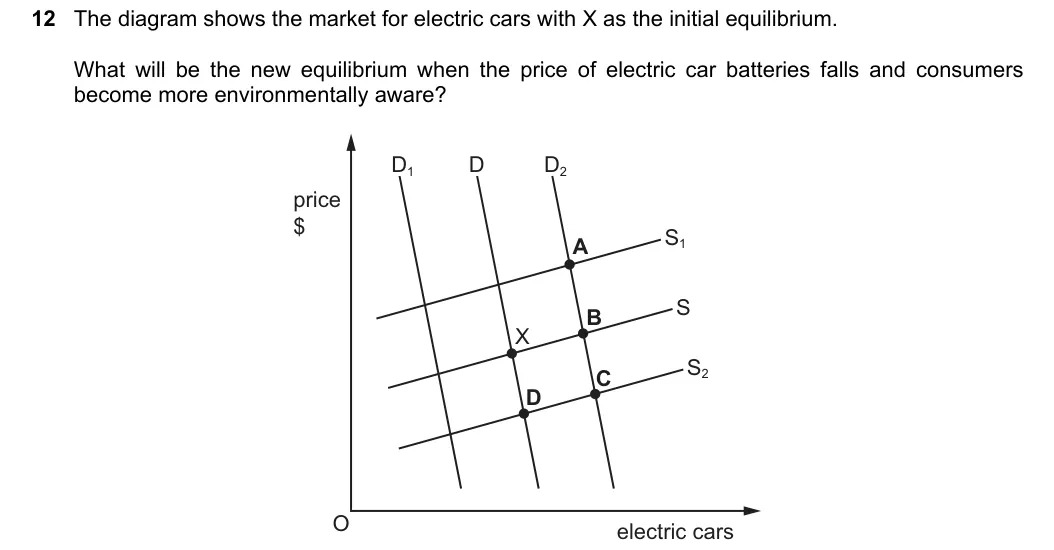 12 The diagram shows the market for electric cars with X as the initial equilibrium.
What will be the new equilibrium when the price of electric car batteries falls and consumers
become more environmentally aware?
D₁ D D₂
price
$
A
S₁
B
S
X
C
S₂
D
O
electric cars